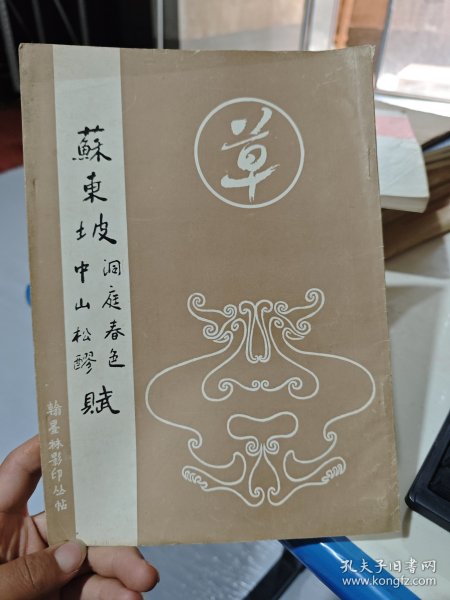 草
蘇東坡
洞庭春色
中山松醪
賦
翰墨林影印丛帖
孔夫子旧书网
www.kongfz.com